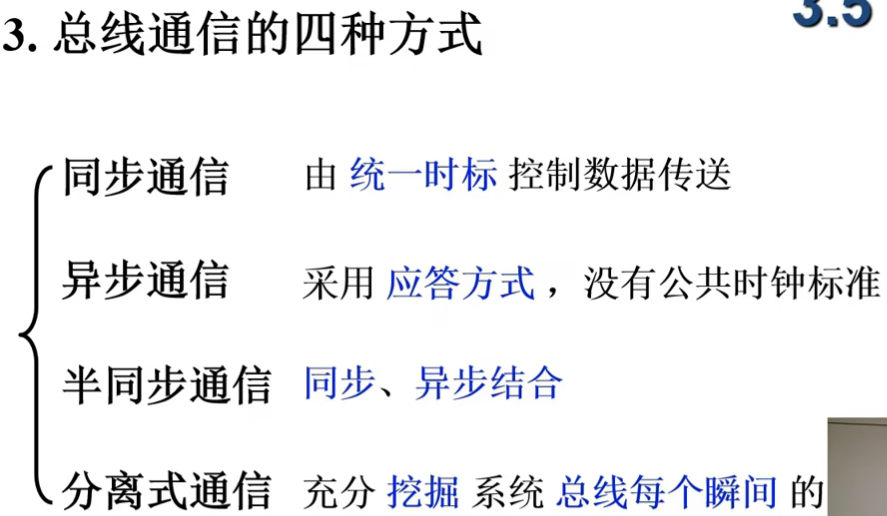 3.5
3. 总线通信的四种方式
同步通信 由 统一时标 控制数据传送
异步通信 采用 应答方式 ，没有公共时钟标准
半同步通信 同步、异步结合
分离式通信 充分 挖掘 系统 总线每个瞬间 的